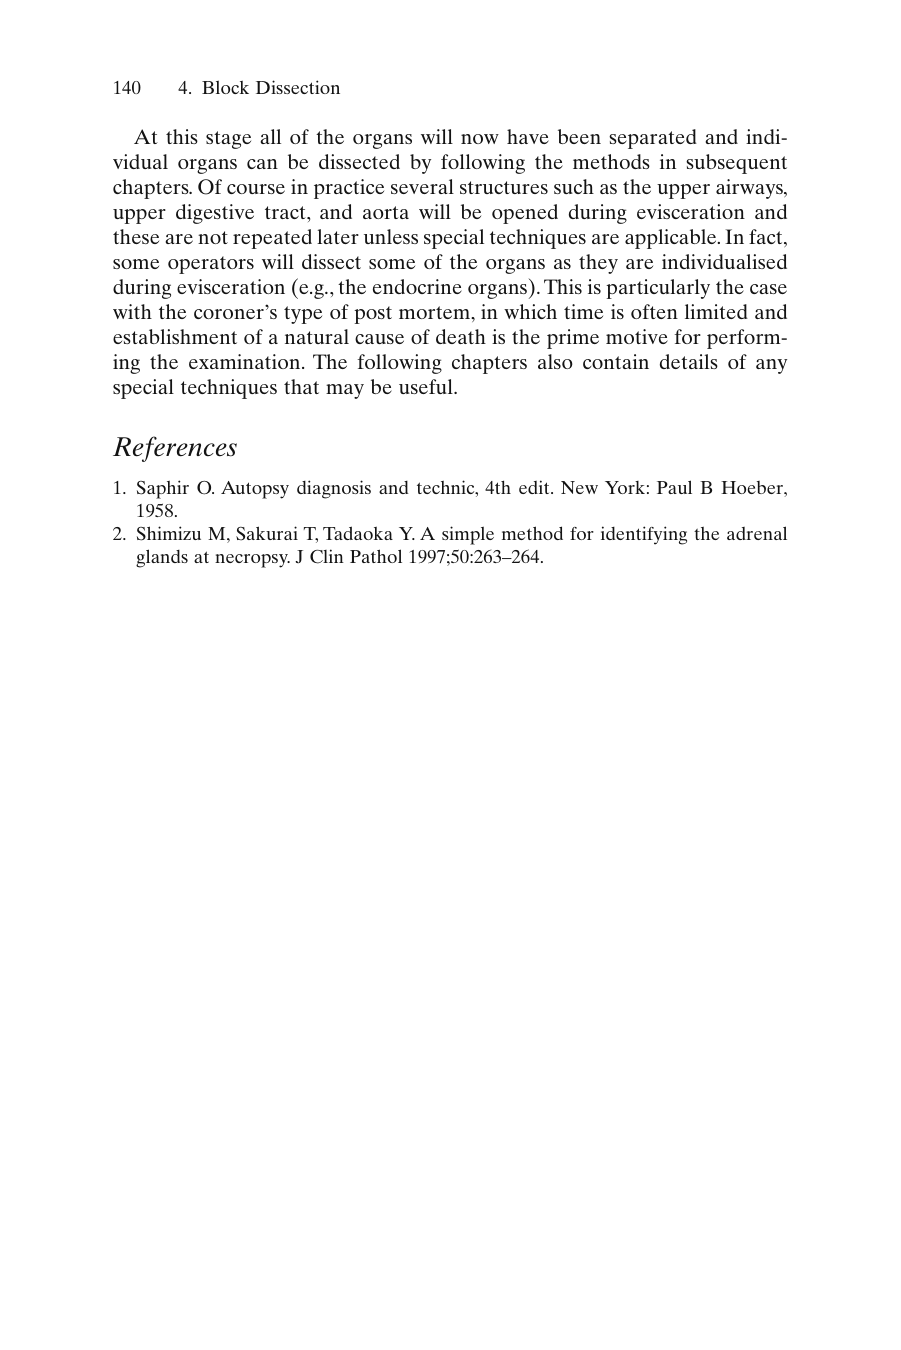 140 4. Block Dissection
At this stage all of the organs will now have been separated and indi-
vidual organs can be dissected by following the methods in subsequent
chapters. Of course in practice several structures such as the upper airways,
upper digestive tract, and aorta will be opened during evisceration and
these are not repeated later unless special techniques are applicable. In fact,
some operators will dissect some of the organs as they are individualised
during evisceration (e.g., the endocrine organs). This is particularly the case
with the coroner’s type of post mortem, in which time is often limited and
establishment of a natural cause of death is the prime motive for perform-
ing the examination. The following chapters also contain details of any
special techniques that may be useful.
References
1. Saphir O. Autopsy diagnosis and technic, 4th edit. New York: Paul B Hoeber,
1958.
2. Shimizu M, Sakurai T, Tadaoka Y. A simple method for identifying the adrenal
glands at necropsy. J Clin Pathol 1997;50:263–264.